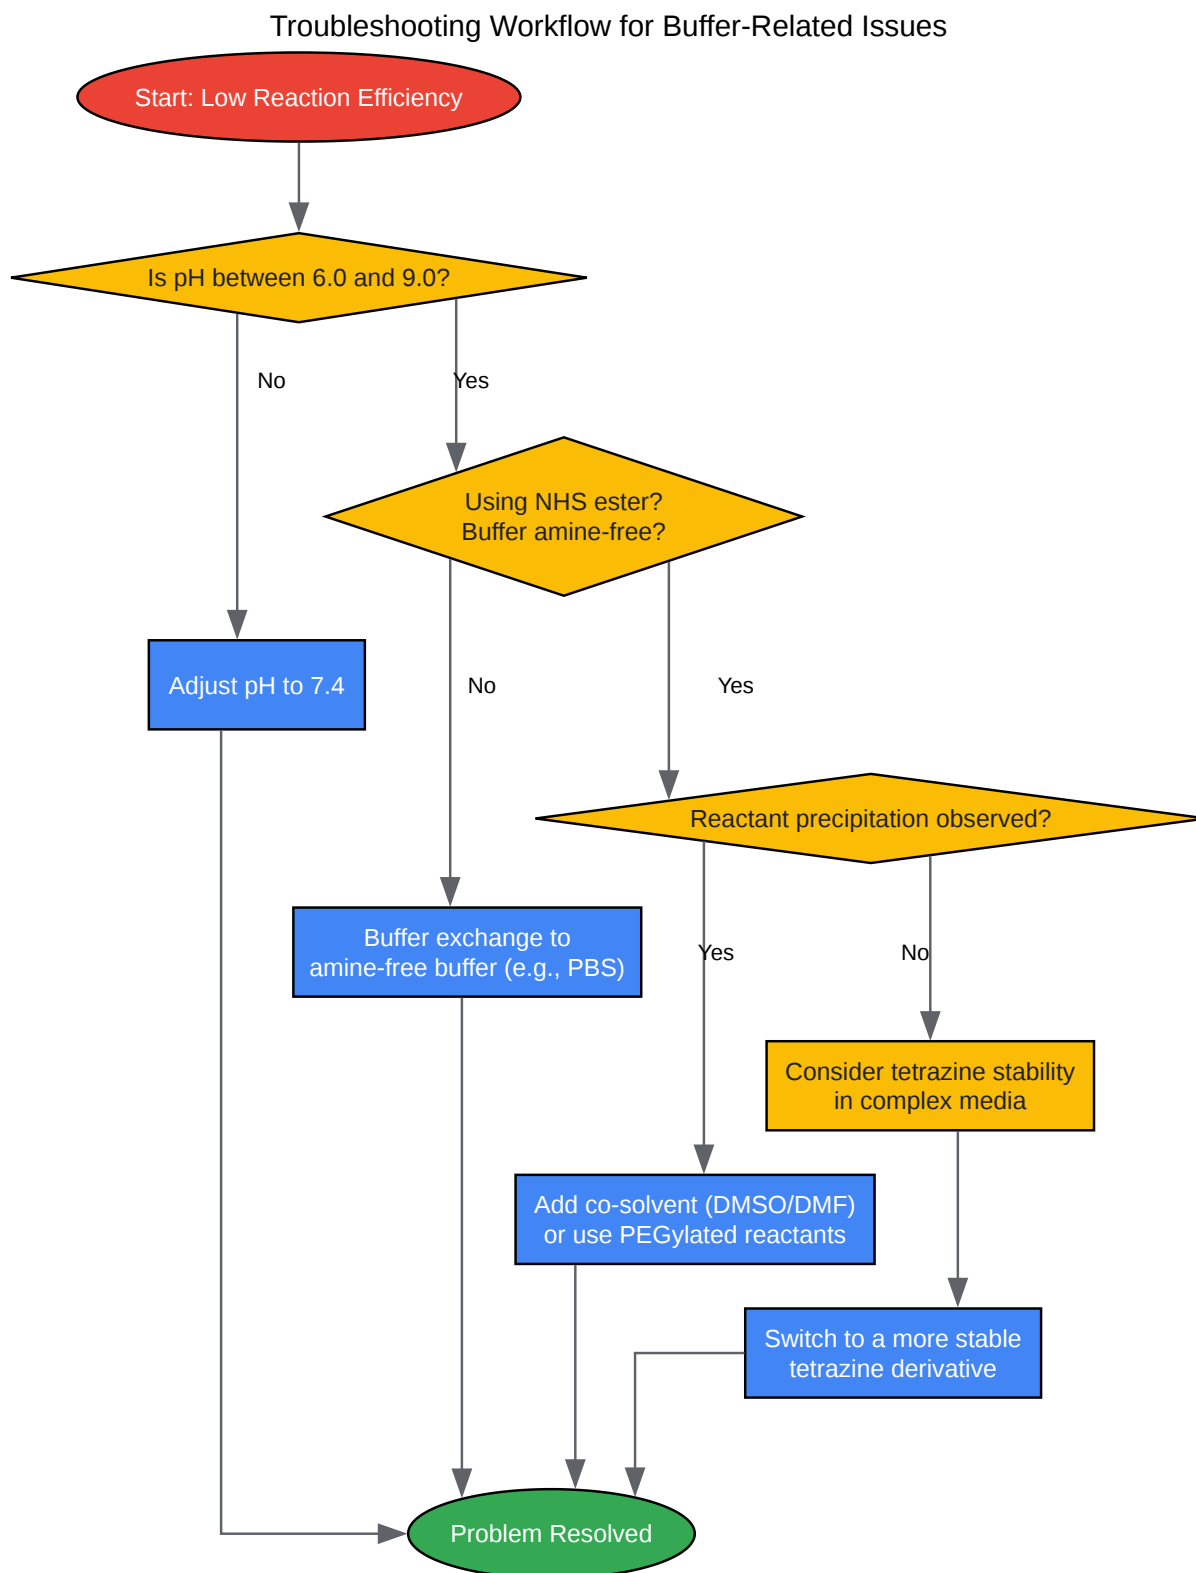 Troubleshooting Workflow for Buffer-Related Issues
Start: Low Reaction Efficiency
Is pH between 6.0 and 9.0?
No
Yes
Using NHS ester?
Buffer amine-free?
Adjust pH to 7.4
No
Yes
Reactant precipitation observed?
Buffer exchange to
amine-free buffer (e.g., PBS)
Yes
No
Consider tetrazine stability
in complex media
Add co-solvent (DMSO/DMF)
or use PEGylated reactants
Switch to a more stable
tetrazine derivative
Problem Resolved